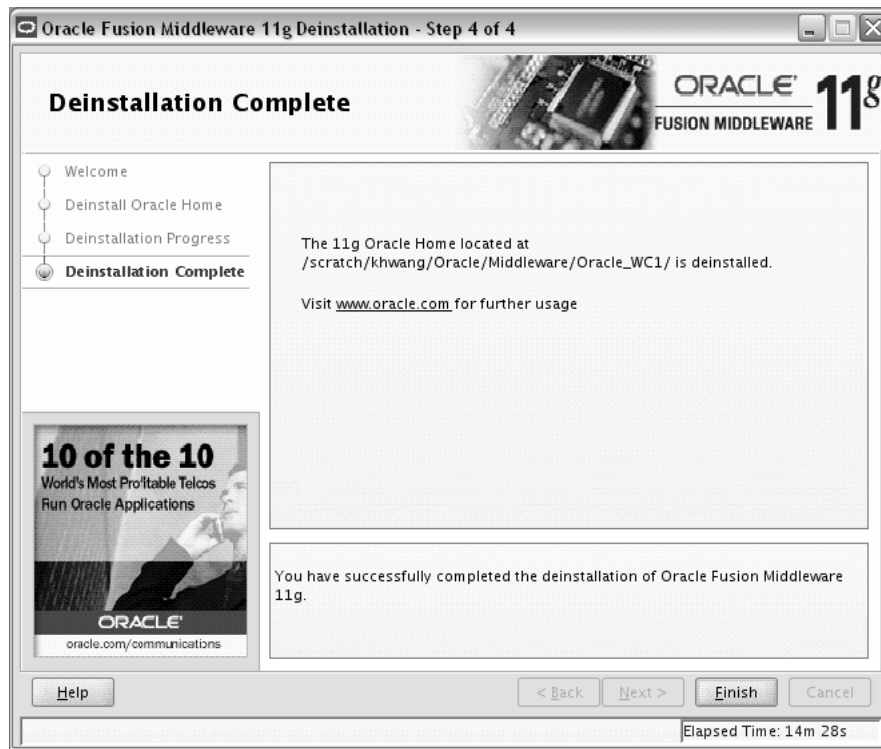 Oracle Fusion Middleware 11g Deinstallation - Step 4 of 4
Deinstallation Complete
ORACLE 11g
FUSION MIDDLEWARE
Welcome
Deinstall Oracle Home
Deinstallation Progress
Deinstallation Complete
The 11g Oracle Home located at
/scratch/khwang/Oracle/Middleware/Oracle_WC1/ is deinstalled.
Visit www.oracle.com for further usage
10 of the 10
World's Most Profitable Telcos
Run Oracle Applications
ORACLE
oracle.com/communications
You have successfully completed the deinstallation of Oracle Fusion Middleware
11g.
Help
< Back
Next >
Finish
Cancel
Elapsed Time: 14m 28s